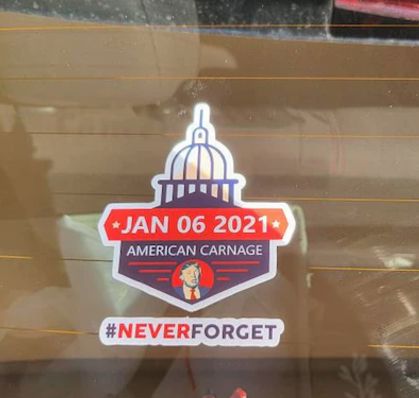 JAN 06 2021
AMERICAN CARNAGE
#NEVERFORGET